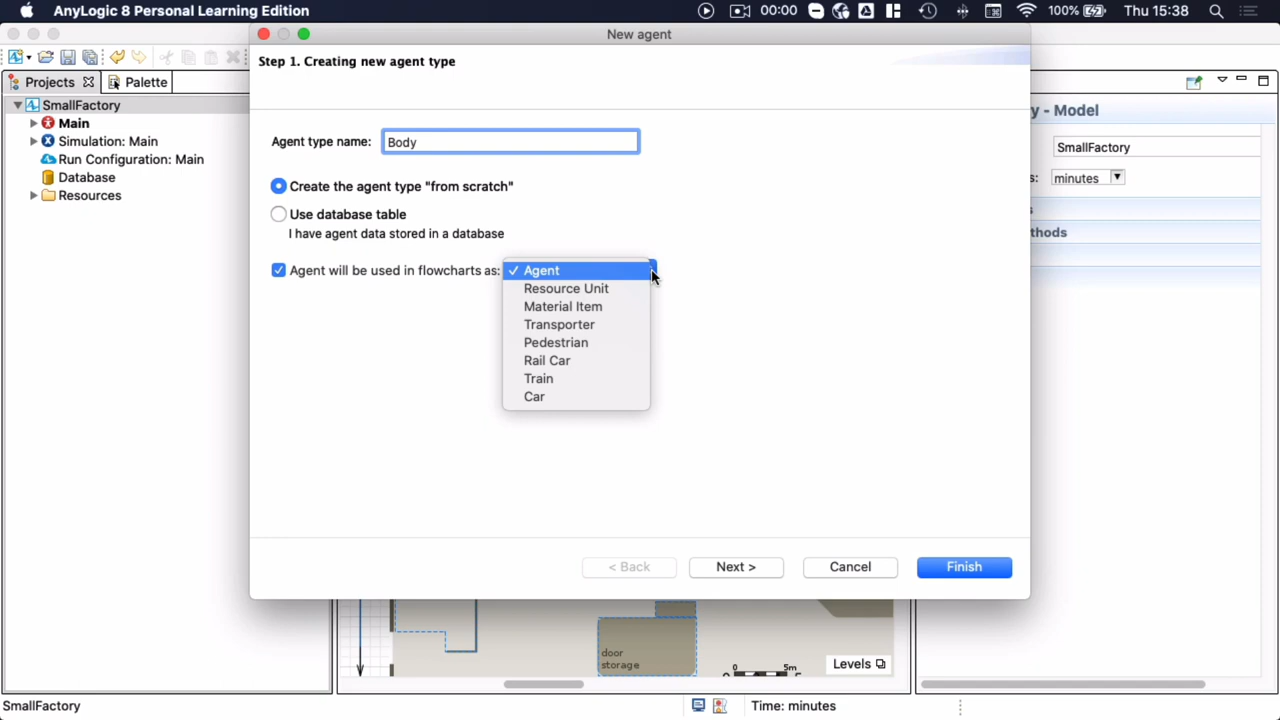 AnyLogic 8 Personal Learning Edition
00:00
100%
Thu 15:38
New agent
Step 1. Creating new agent type
Projects
Palette
SmallFactory
Main
Simulation: Main
Run Configuration: Main
Database
Resources
Agent type name:
Body
Create the agent type "from scratch"
Use database table
I have agent data stored in a database
Agent will be used in flowcharts as:
Agent
Resource Unit
Material Item
Transporter
Pedestrian
Rail Car
Train
Car
< Back
Next >
Cancel
Finish
y - Model
SmallFactory
s:
minutes
s
thods
door
storage
0
5m
Levels
SmallFactory
Time: minutes